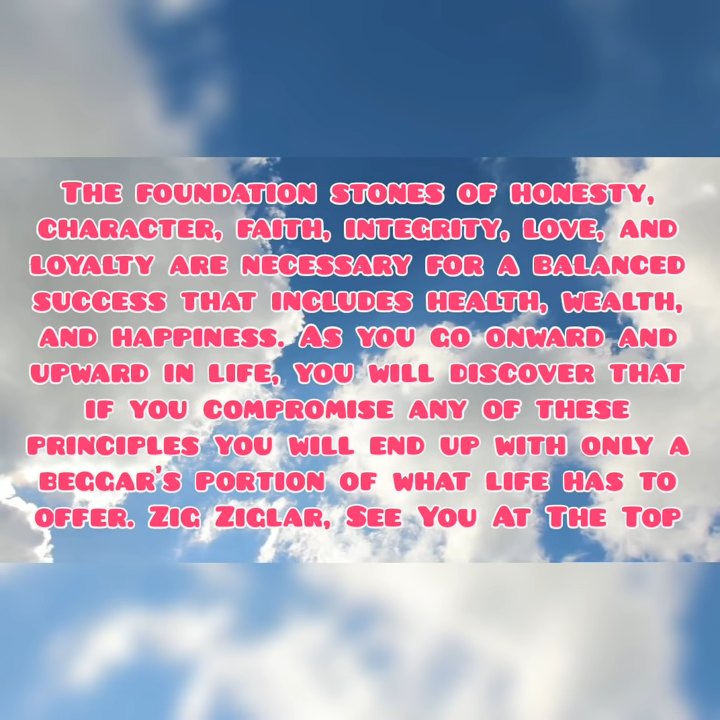 The foundation stones of honesty,
character, faith, integrity, love, and
loyalty are necessary for a balanced
success that includes health, wealth,
and happiness. As you go onward and
upward in life, you will discover that
if you compromise any of these
principles you will end up with only a
beggar's portion of what life has to
offer. Zig Ziglar, See You At The Top